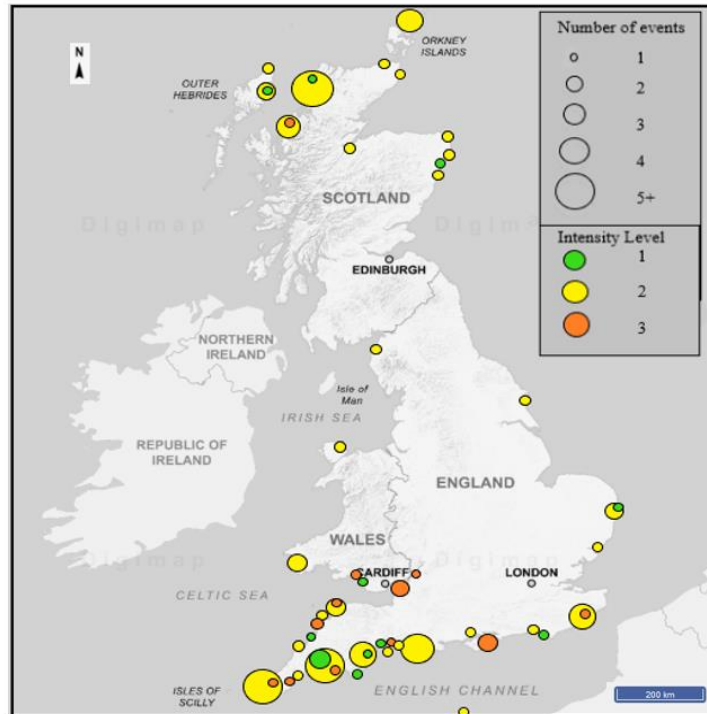 Number of events
1
2
3
4
5+
Intensity Level
1
2
3
N
ORKNEY
ISLANDS
OUTER
HEBRIDES
Digimap
Digimap
SCOTLAND
EDINBURGH
NORTHERN
IRELAND
Isle of
Man
IRISH SEA
REPUBLIC OF
IRELAND
ENGLAND
WALES
Digimap
Digimap
CARDIFF
LONDON
CELTIC SEA
ISLES OF
SCILLY
ENGLISH CHANNEL
200 km